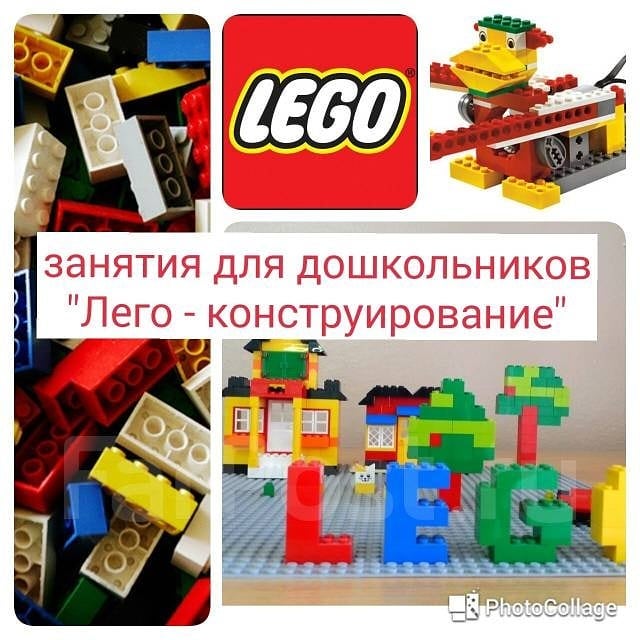 LEGO
занятия для дошкольников
"Лего - конструирование"
LEG
PhotoCollage